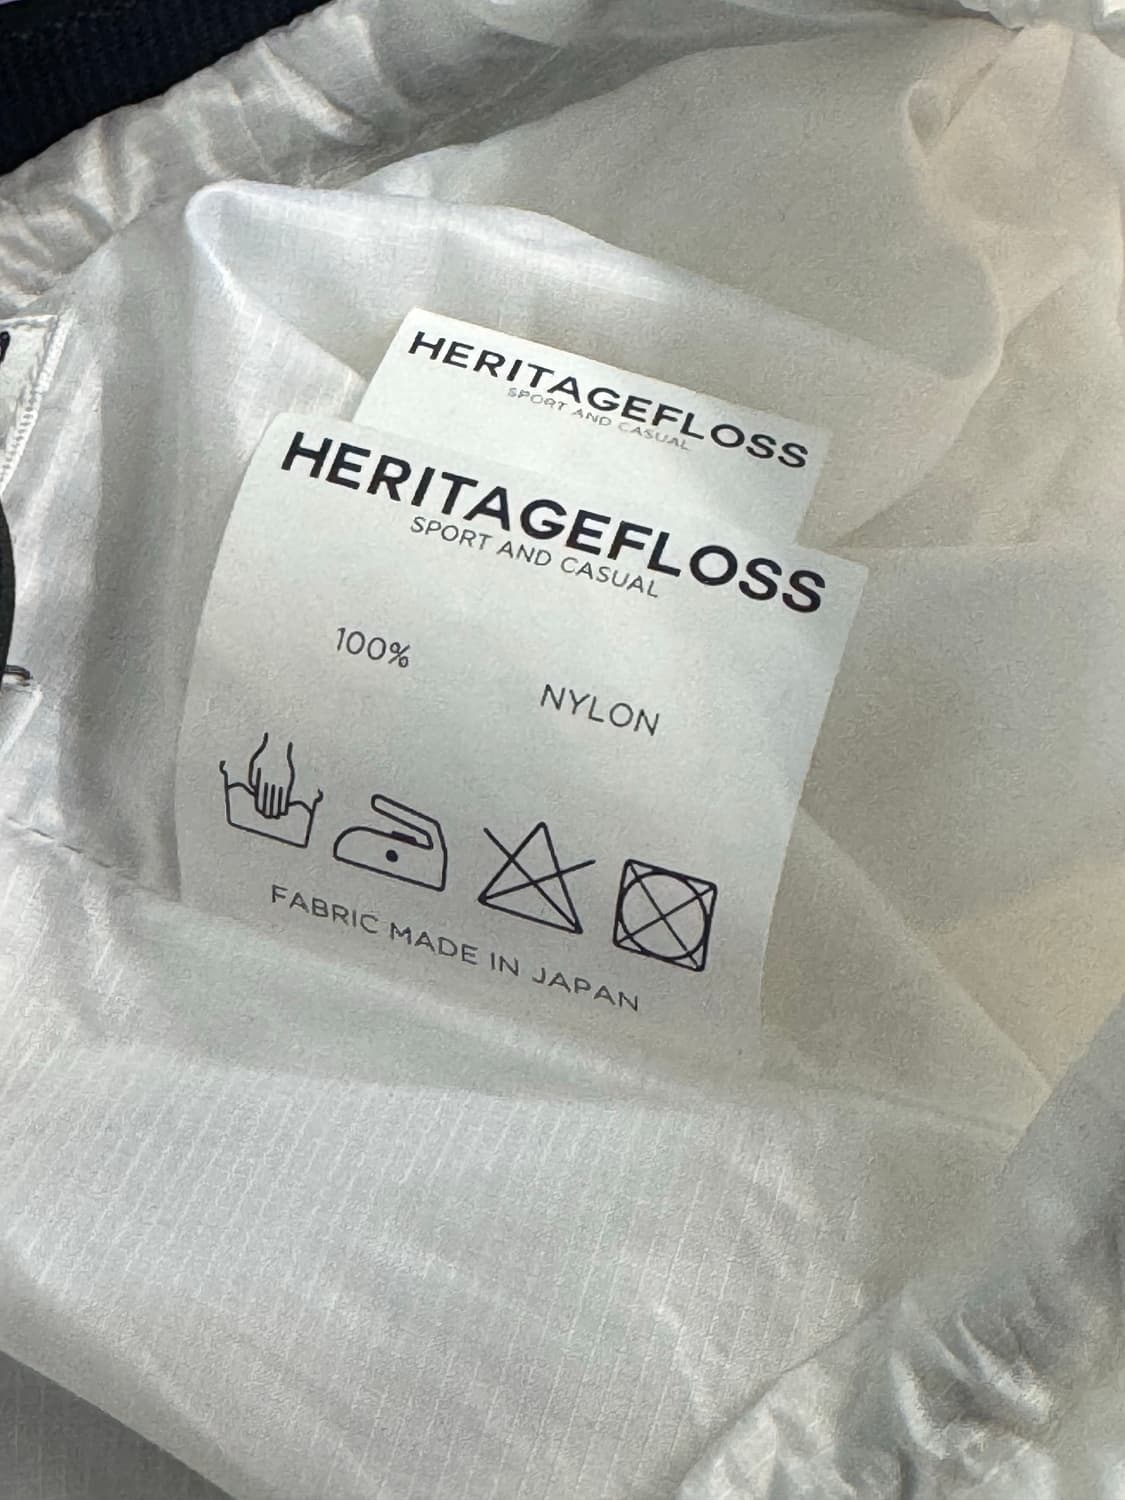 HERITAGEFLOSS
SPORT AND CASUAL
HERITAGEFLOSS
SPORT AND CASUAL
100%
NYLON
FABRIC MADE IN JAPAN